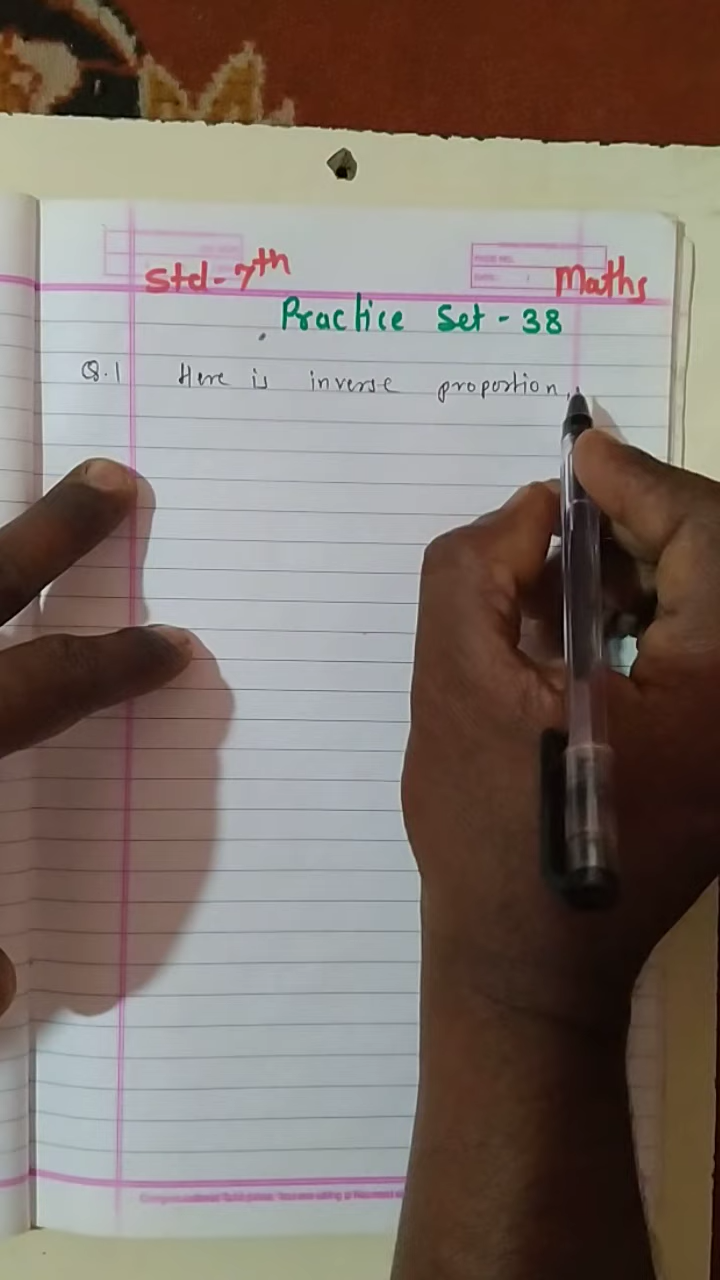 Std-7th
Maths
Practice Set - 38
Q.1 Here is inverse proportion,